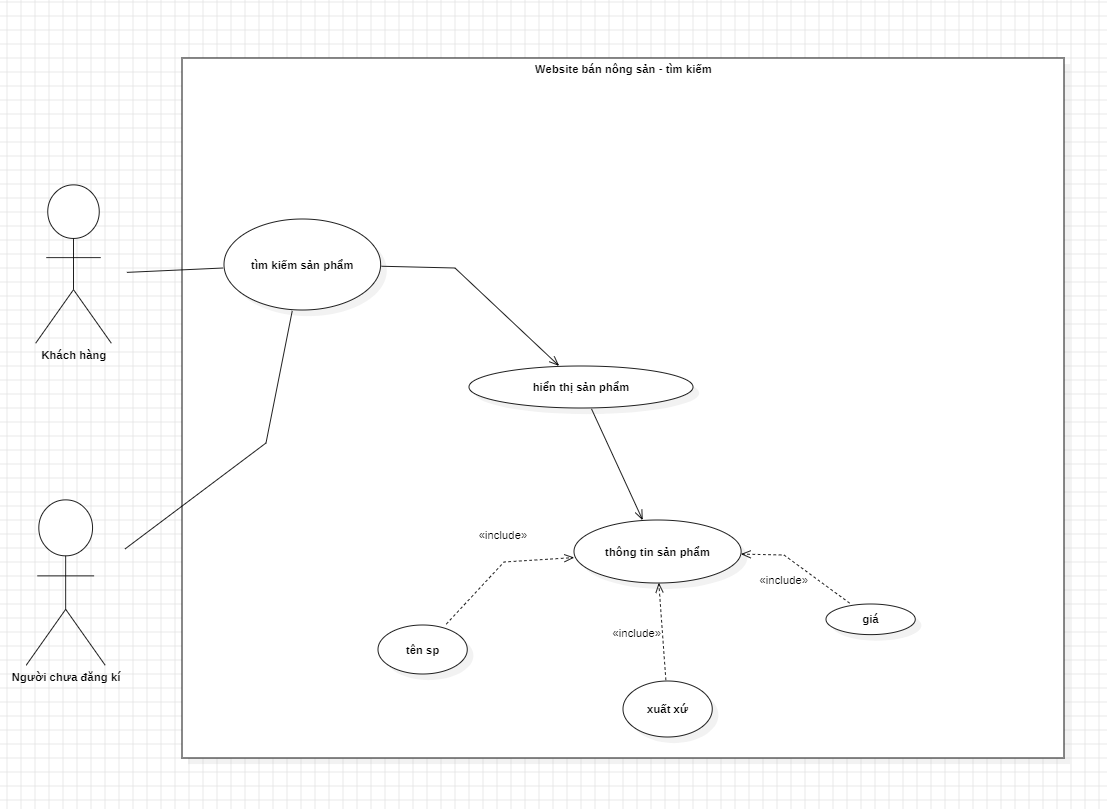 Website bán nông sản - tìm kiếm
tìm kiếm sản phẩm
Khách hàng
hiển thị sản phẩm
«include»
thông tin sản phẩm
«include»
giá
«include»
tên sp
Người chưa đăng kí
xuất xứ